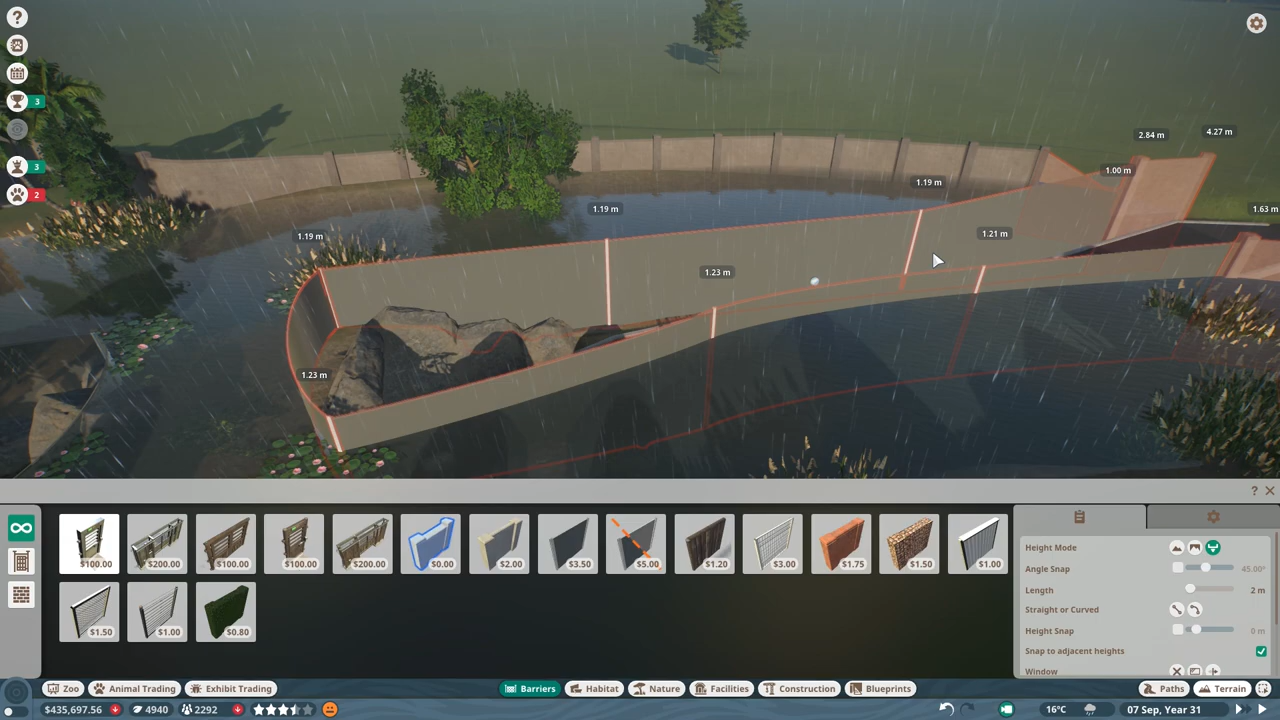 ?
3
3
2
2.84 m
4.27 m
1.00 m
1.19 m
1.19 m
1.63 m
1.19 m
1.21 m
1.23 m
1.23 m
?
$100.00
$200.00
$100.00
$100.00
$200.00
$0.00
$2.00
$3.50
$5.00
$1.20
$3.00
$1.75
$1.50
$1.00
$1.50
$1.00
$0.80
Height Mode
Angle Snap 45.00°
Length 2 m
Straight or Curved
Height Snap 0 m
Snap to adjacent heights
Window
Zoo Animal Trading Exhibit Trading Barriers Habitat Nature Facilities Construction Blueprints Paths Terrain
$435,697.56 4940 2292 16°C 07 Sep, Year 31